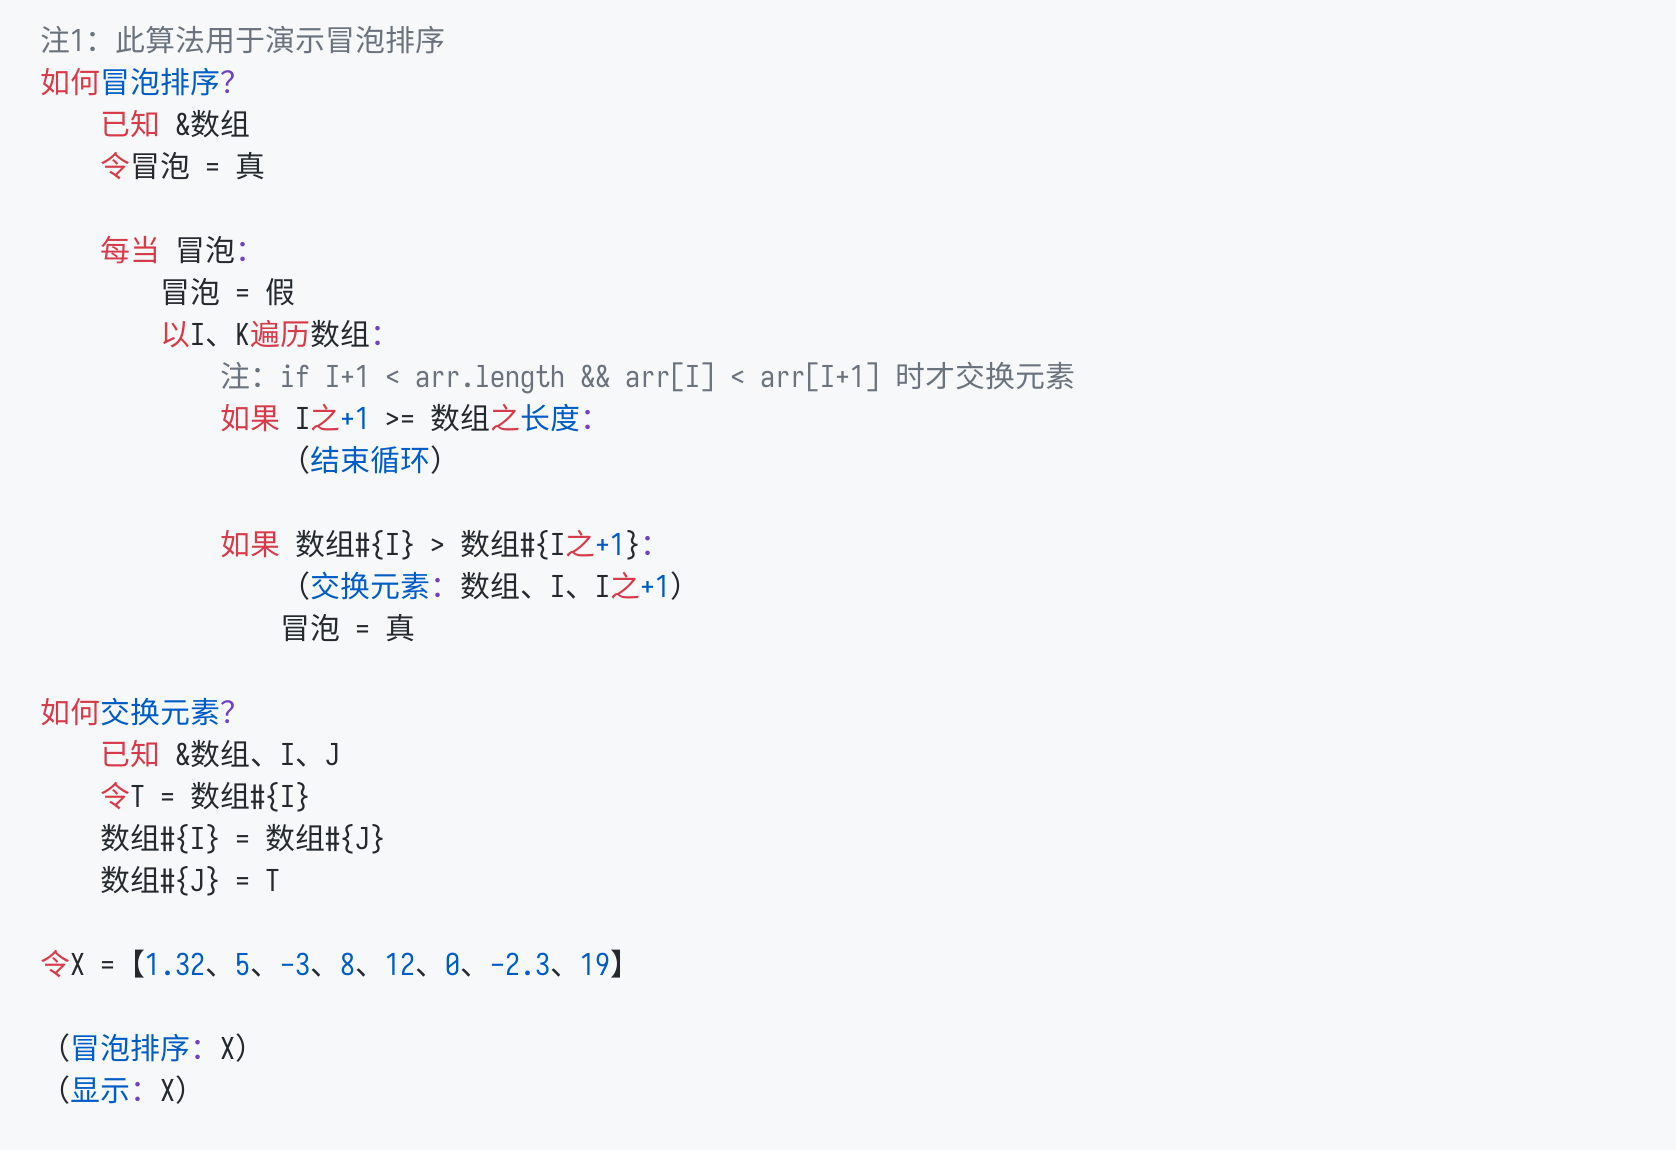 注1：此算法用于演示冒泡排序
如何冒泡排序？
    已知 &数组
    令冒泡 = 真

    每当 冒泡：
        冒泡 = 假
        以I、K遍历数组：
            注：if I+1 < arr.length && arr[I] < arr[I+1] 时才交换元素
            如果 I之+1 >= 数组之长度：
                （结束循环）

            如果 数组#{I} > 数组#{I之+1}：
                （交换元素：数组、I、I之+1）
                冒泡 = 真

如何交换元素？
    已知 &数组、I、J
    令T = 数组#{I}
    数组#{I} = 数组#{J}
    数组#{J} = T

令X =【1.32、5、-3、8、12、0、-2.3、19】

（冒泡排序：X）
（显示：X）